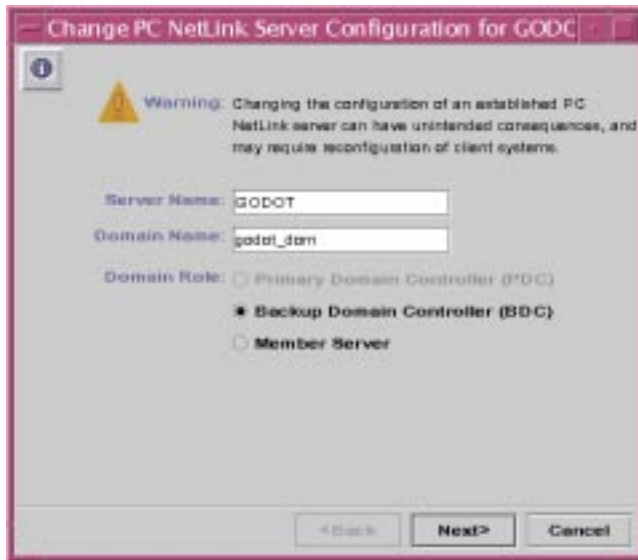 Change PC NetLink Server Configuration for GODC
Warning: Changing the configuration of an established PC
NetLink server can have unintended consequences, and
may require reconfiguration of client systems.
Server Name: GODOT
Domain Name: godot_dom
Domain Role: Primary Domain Controller (PDC)
Backup Domain Controller (BDC)
Member Server
<Back Next> Cancel